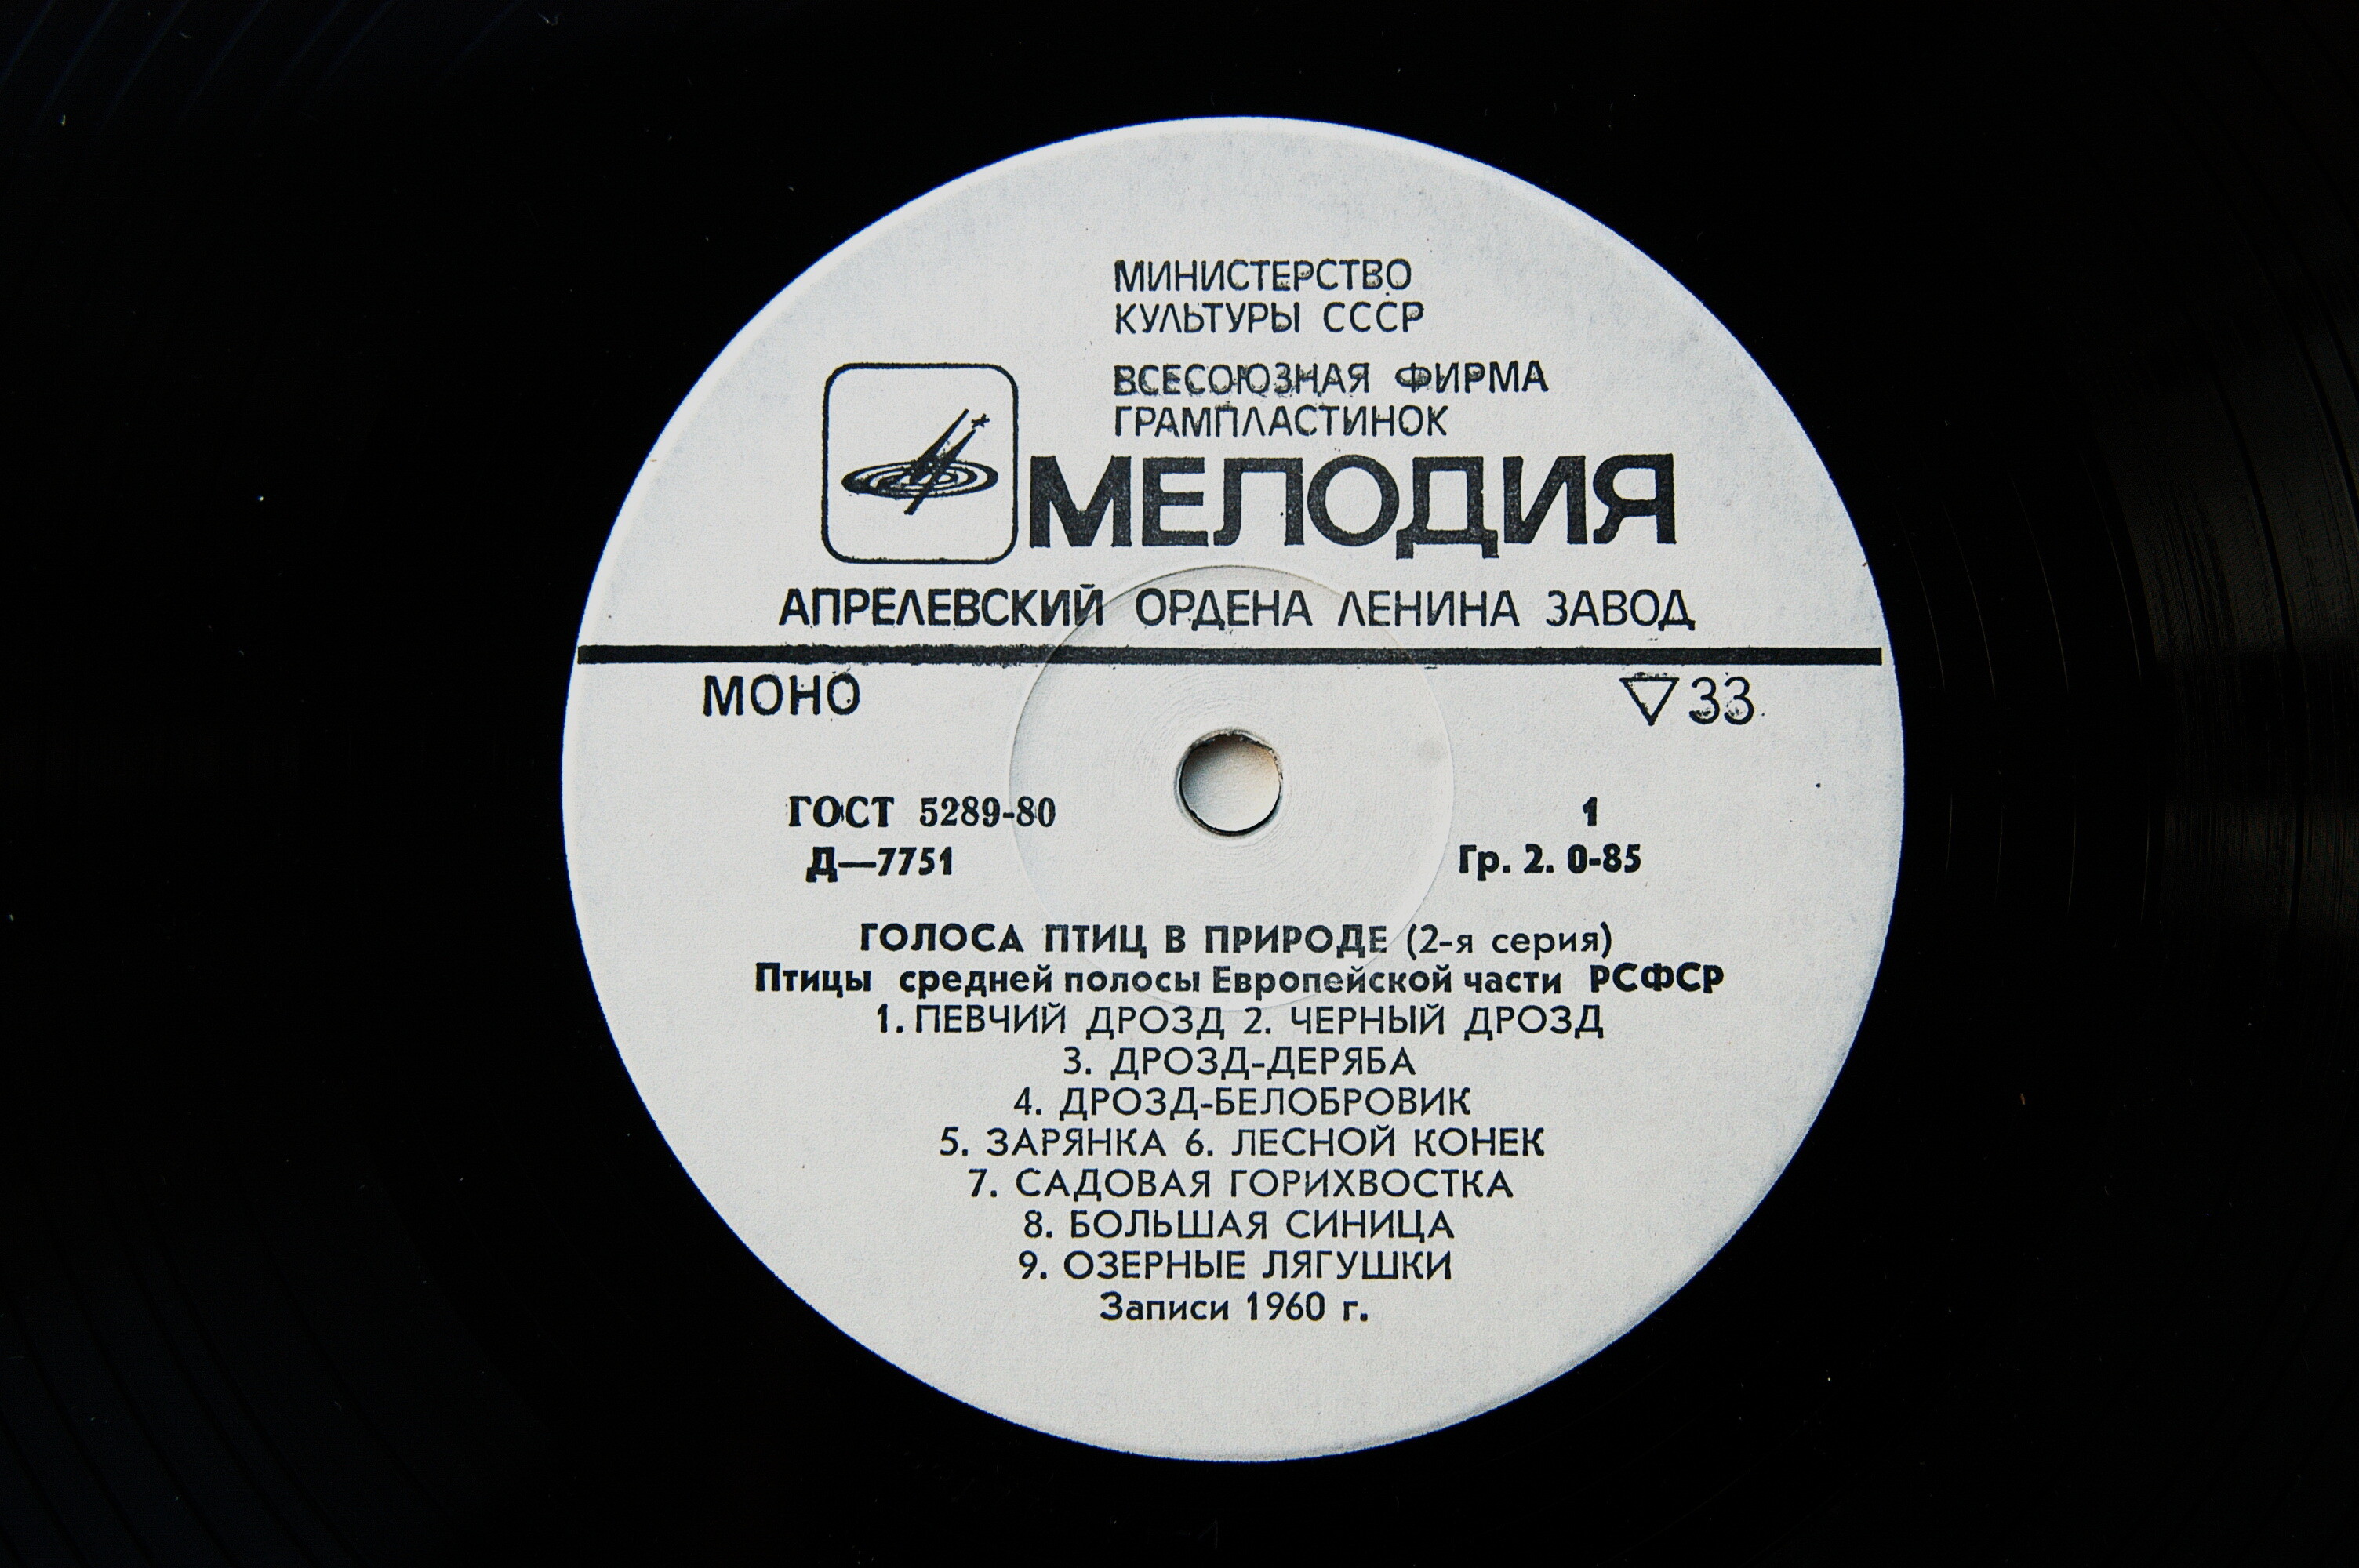 МИНИСТЕРСТВО
КУЛЬТУРЫ СССР
ВСЕСОЮЗНАЯ ФИРМА
ГРАМПЛАСТИНОК
МЕЛОДИЯ
АПРЕЛЕВСКИЙ ОРДЕНА ЛЕНИНА ЗАВОД
МОНО ▽33
ГОСТ 5289-80 1
Д—7751 Гр. 2. 0-85
ГОЛОСА ПТИЦ В ПРИРОДЕ (2-я серия)
Птицы средней полосы Европейской части РСФСР
1. ПЕВЧИЙ ДРОЗД 2. ЧЕРНЫЙ ДРОЗД
3. ДРОЗД-ДЕРЯБА
4. ДРОЗД-БЕЛОБРОВИК
5. ЗАРЯНКА 6. ЛЕСНОЙ КОНЕК
7. САДОВАЯ ГОРИХВОСТКА
8. БОЛЬШАЯ СИНИЦА
9. ОЗЕРНЫЕ ЛЯГУШКИ
Записи 1960 г.